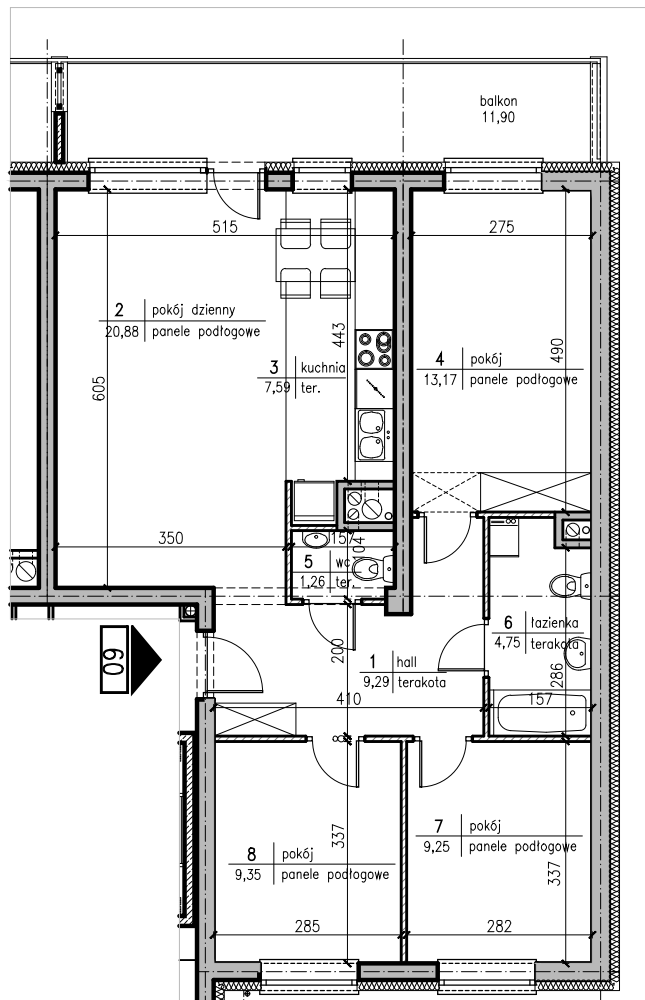 balkon
11,90
515
275
2 pokój dzienny
20,88 panele podłogowe
443
490
3 kuchnia
7,59 ter.
4 pokój
13,17 panele podłogowe
605
350
157
104
5 wc
1,26 ter.
6 łazienka
4,75 terakota
60
200
1 hall
9,29 terakota
286
410
157
337
7 pokój
9,25 panele podłogowe
8 pokój
9,35 panele podłogowe
337
285
282